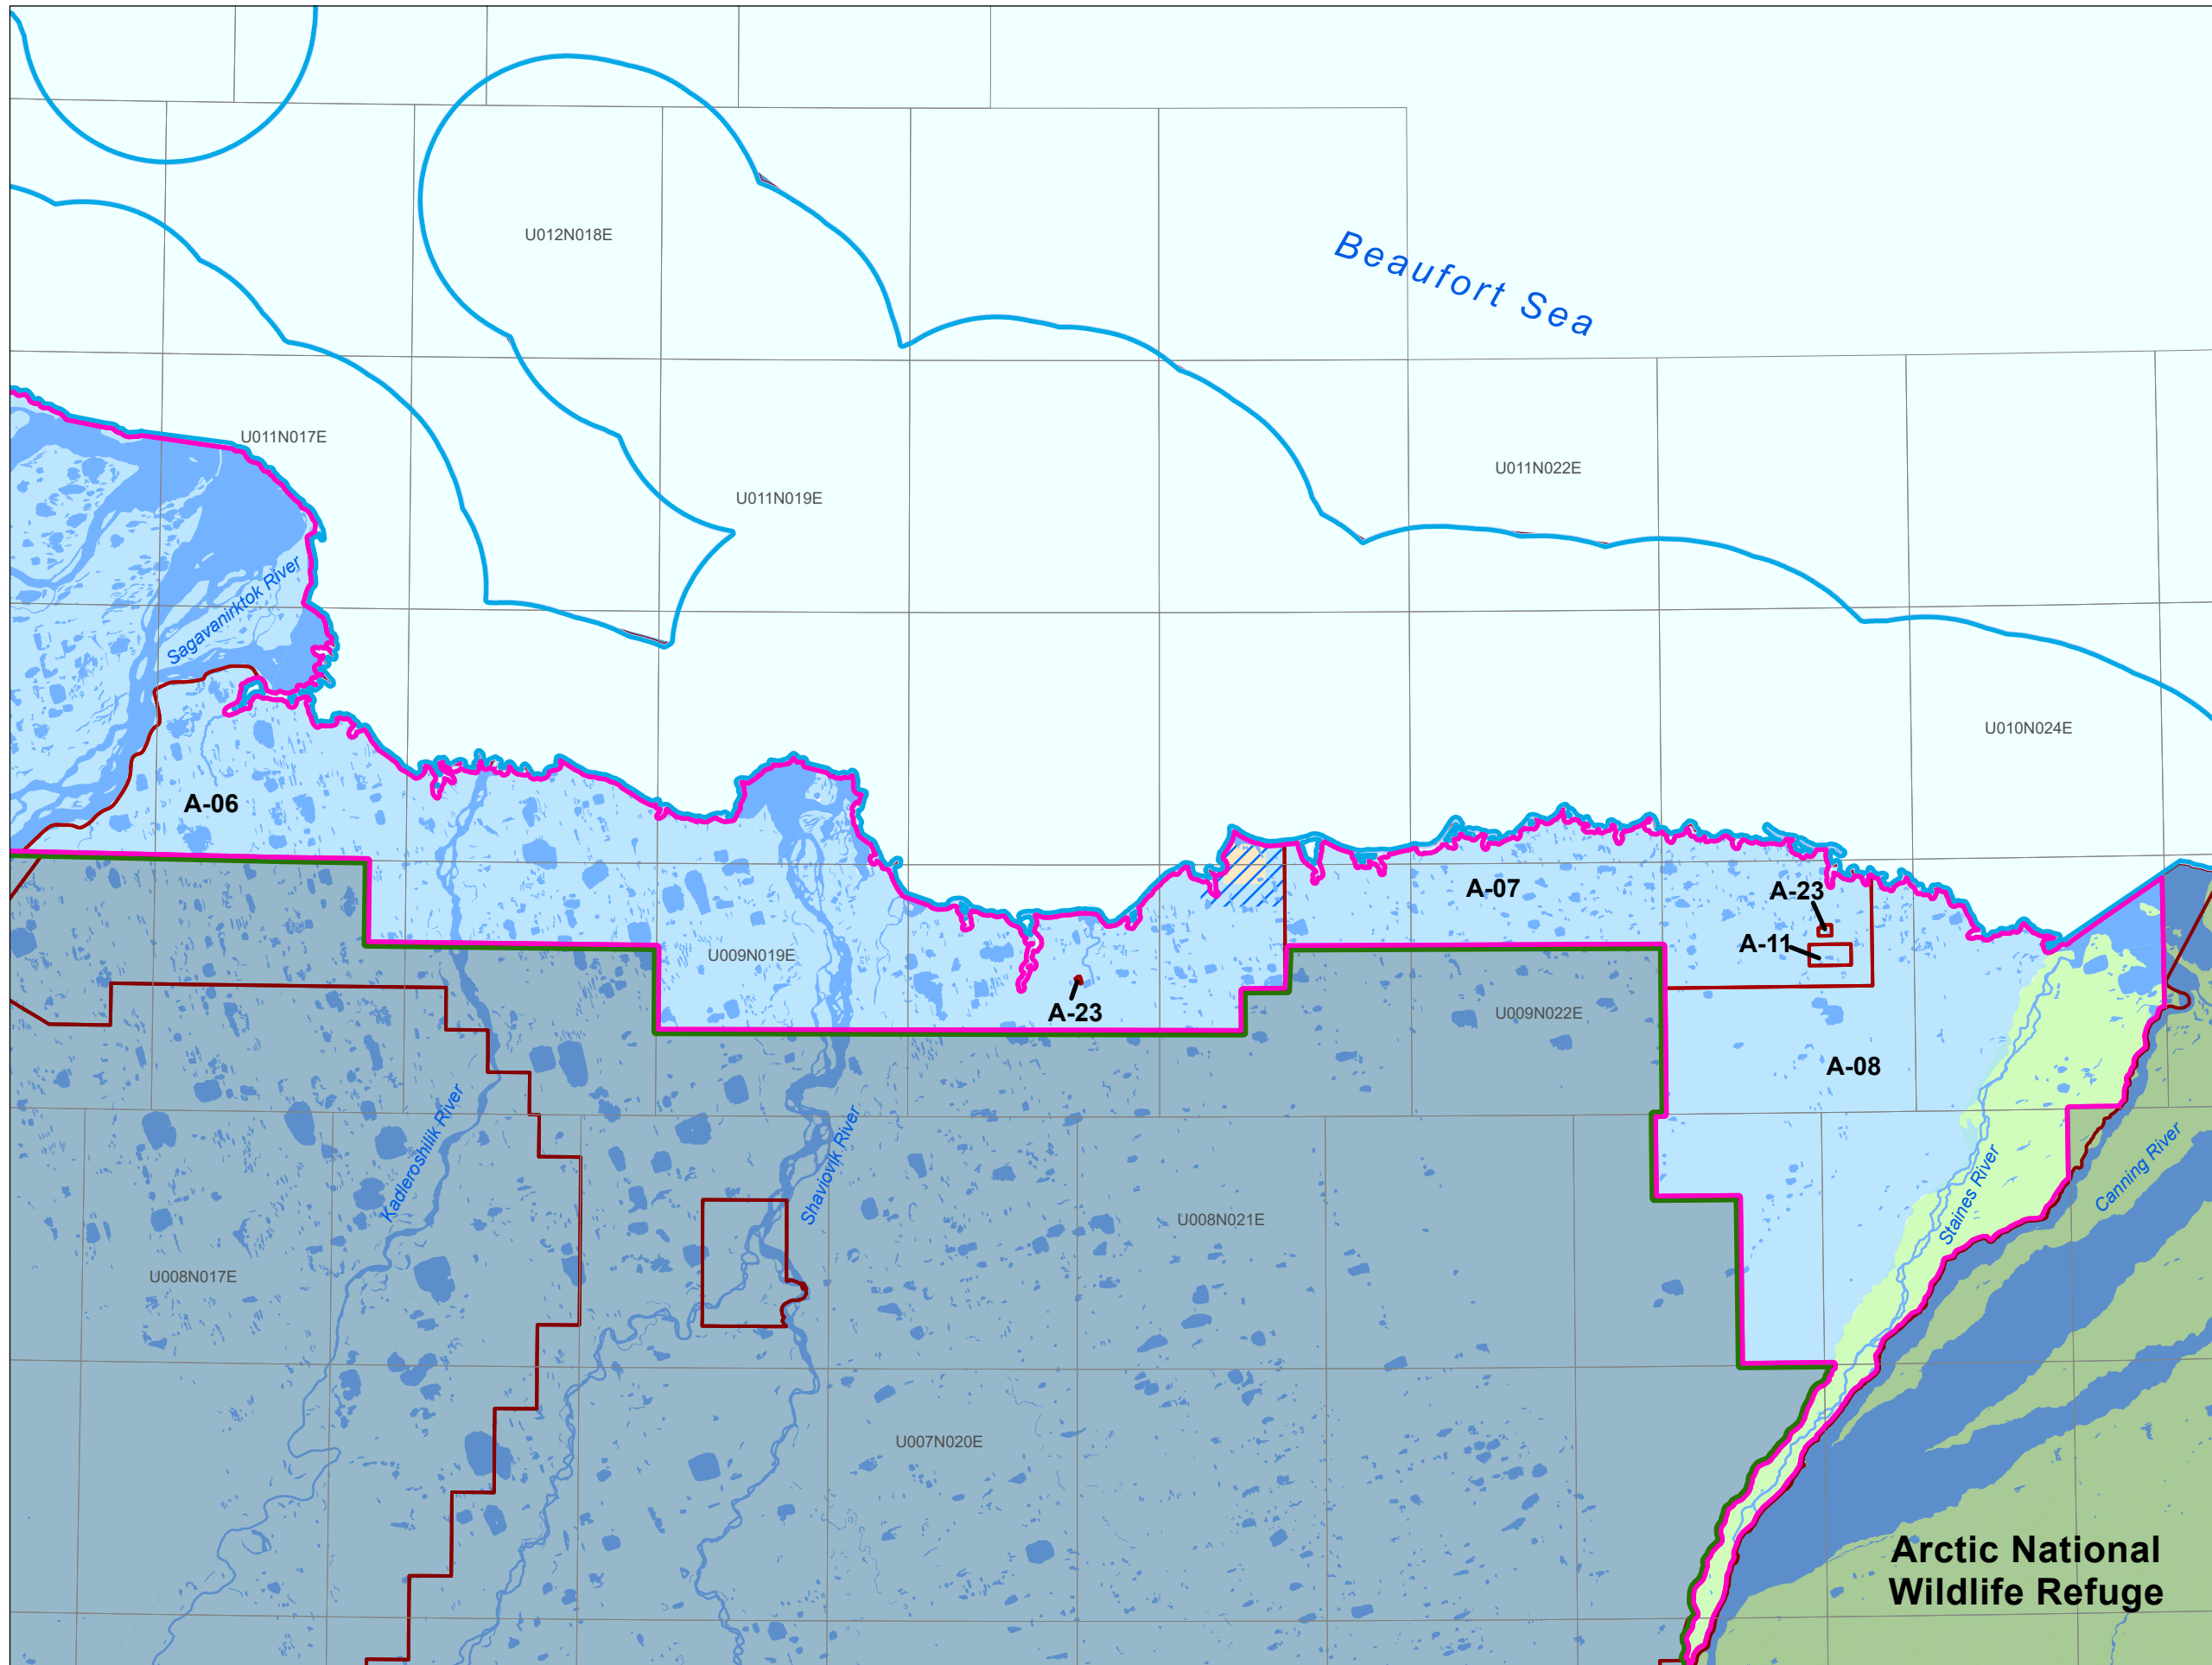 U012N018E
Beaufort Sea
U011N017E
U011N022E
U011N019E
Sagavanirktok River
U010N024E
A-06
A-07
A-23
A-11
U009N019E
A-23
U009N022E
A-08
Kadleroshilik River
Shaviovik River
Staines River
Canning River
U008N021E
U008N017E
U007N020E
Arctic National
Wildlife Refuge